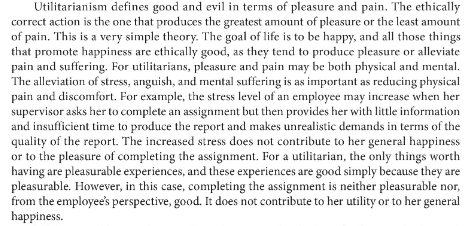 Utilitarianism defines good and evil in terms of pleasure and pain. The ethically
correct action is the one that produces the greatest amount of pleasure or the least amount
of pain. This is a very simple theory. The goal of life is to be happy, and all those things
that promote happiness are ethically good, as they tend to produce pleasure or alleviate
pain and suffering. For utilitarians, pleasure and pain may be both physical and mental.
The alleviation of stress, anguish, and mental suffering is as important as reducing physical
pain and discomfort. For example, the stress level of an employee may increase when her
supervisor asks her to complete an assignment but then provides her with little information
and insufficient time to produce the report and makes unrealistic demands in terms of the
quality of the report. The increased stress does not contribute to her general happiness
or to the pleasure of completing the assignment. For a utilitarian, the only things worth
having are pleasurable experiences, and these experiences are good simply because they are
pleasurable. However, in this case, completing the assignment is neither pleasurable nor,
from the employee's perspective, good. It does not contribute to her utility or to her general
happiness.